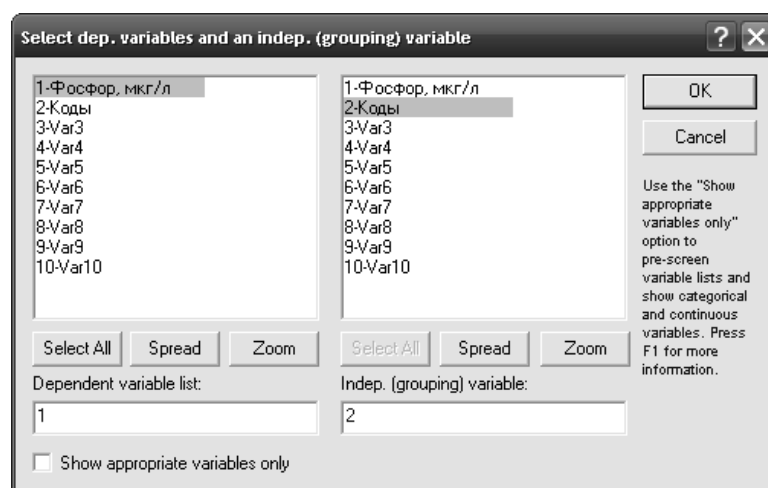 Select dep. variables and an indep. (grouping) variable
1-Фосфор, мкг/л
2-Коды
3-Var3
4-Var4
5-Var5
6-Var6
7-Var7
8-Var8
9-Var9
10-Var10
Select All
Spread
Zoom
Dependent variable list:
1
1-Фосфор, мкг/л
2-Коды
3-Var3
4-Var4
5-Var5
6-Var6
7-Var7
8-Var8
9-Var9
10-Var10
Select All
Spread
Zoom
Indep. (grouping) variable:
2
Show appropriate variables only
OK
Cancel
Use the "Show
appropriate
variables only"
option to
pre-screen
variable lists and
show categorical
and continuous
variables. Press
F1 for more
information.